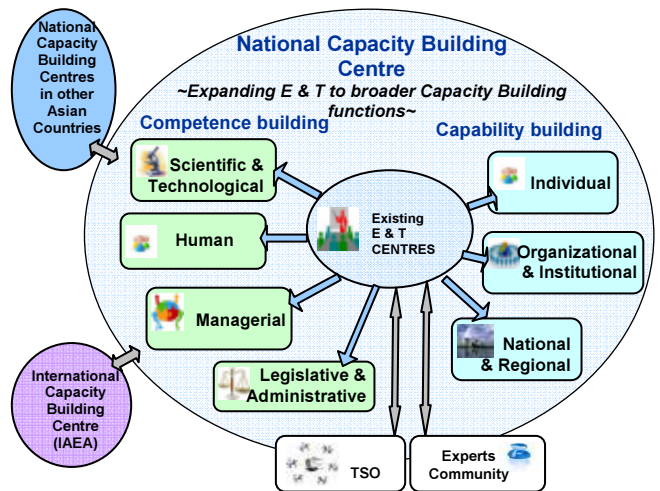 National
Capacity
Building
Centres
in other
Asian
Countries
National Capacity Building
Centre
~Expanding E & T to broader Capacity Building
functions~
Competence building
Capability building
Scientific &
Technological
Human
Managerial
Legislative &
Administrative
Existing
E & T
CENTRES
Individual
Organizational
& Institutional
National
& Regional
International
Capacity
Building
Centre
(IAEA)
TSO
Experts
Community